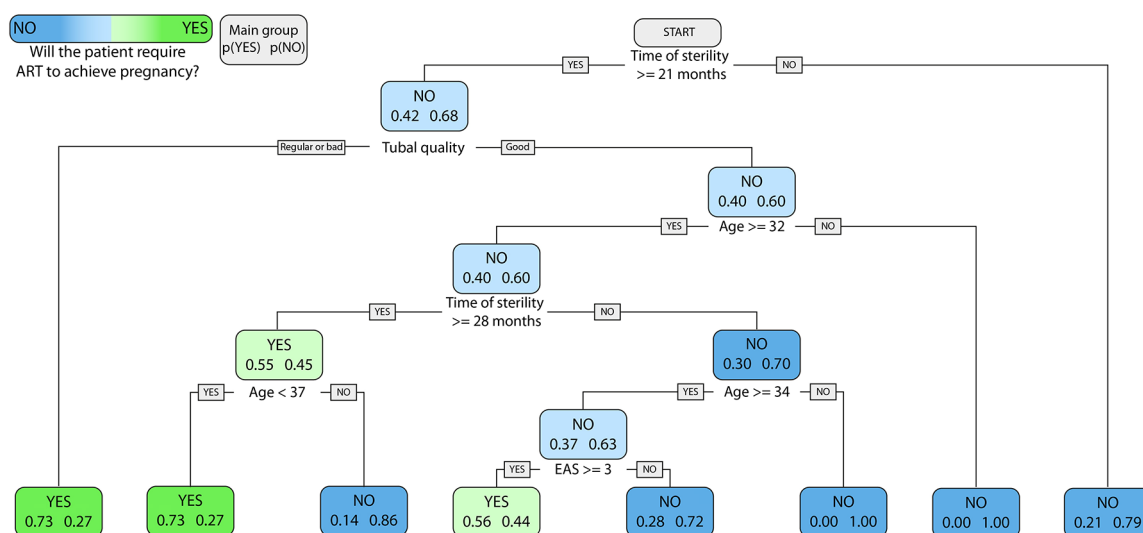 NO YES
Will the patient require
ART to achieve pregnancy?
Main group
p(YES) p(NO)
START
Time of sterility
>= 21 months
YES
NO
NO
0.42 0.68
Regular or bad
Tubal quality
Good
NO
0.40 0.60
YES
Age >= 32
NO
NO
0.40 0.60
Time of sterility
>= 28 months
YES
NO
YES
0.55 0.45
NO
0.30 0.70
YES
Age < 37
NO
YES
Age >= 34
NO
NO
0.37 0.63
YES
EAS >= 3
NO
YES
0.73 0.27
YES
0.73 0.27
NO
0.14 0.86
YES
0.56 0.44
NO
0.28 0.72
NO
0.00 1.00
NO
0.00 1.00
NO
0.21 0.79